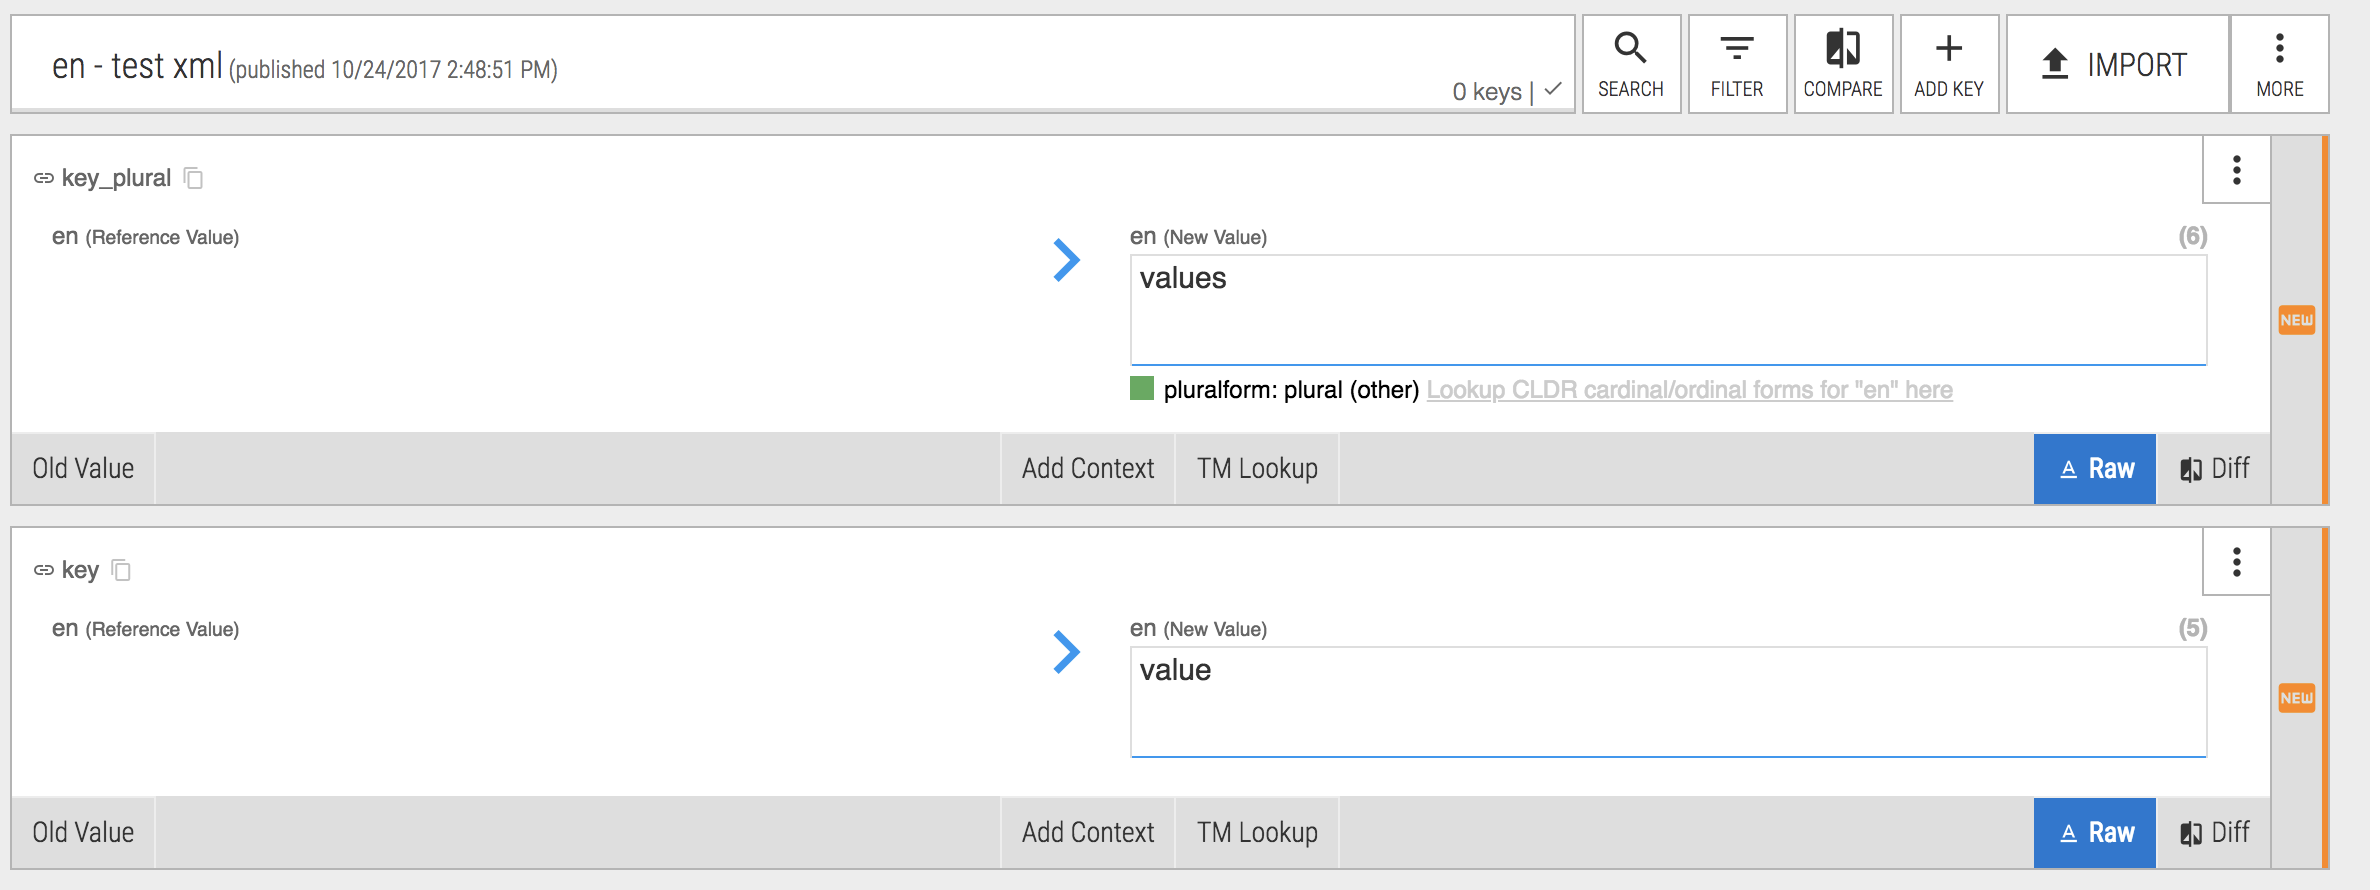 en - test xml (published 10/24/2017 2:48:51 PM)
0 keys |
SEARCH
FILTER
COMPARE
ADD KEY
IMPORT
MORE
key_plural
en (Reference Value)
en (New Value)
(6)
values
pluralform: plural (other) Lookup CLDR cardinal/ordinal forms for "en" here
NEW
Old Value
Add Context
TM Lookup
A Raw
Diff
key
en (Reference Value)
en (New Value)
(5)
value
NEW
Old Value
Add Context
TM Lookup
A Raw
Diff